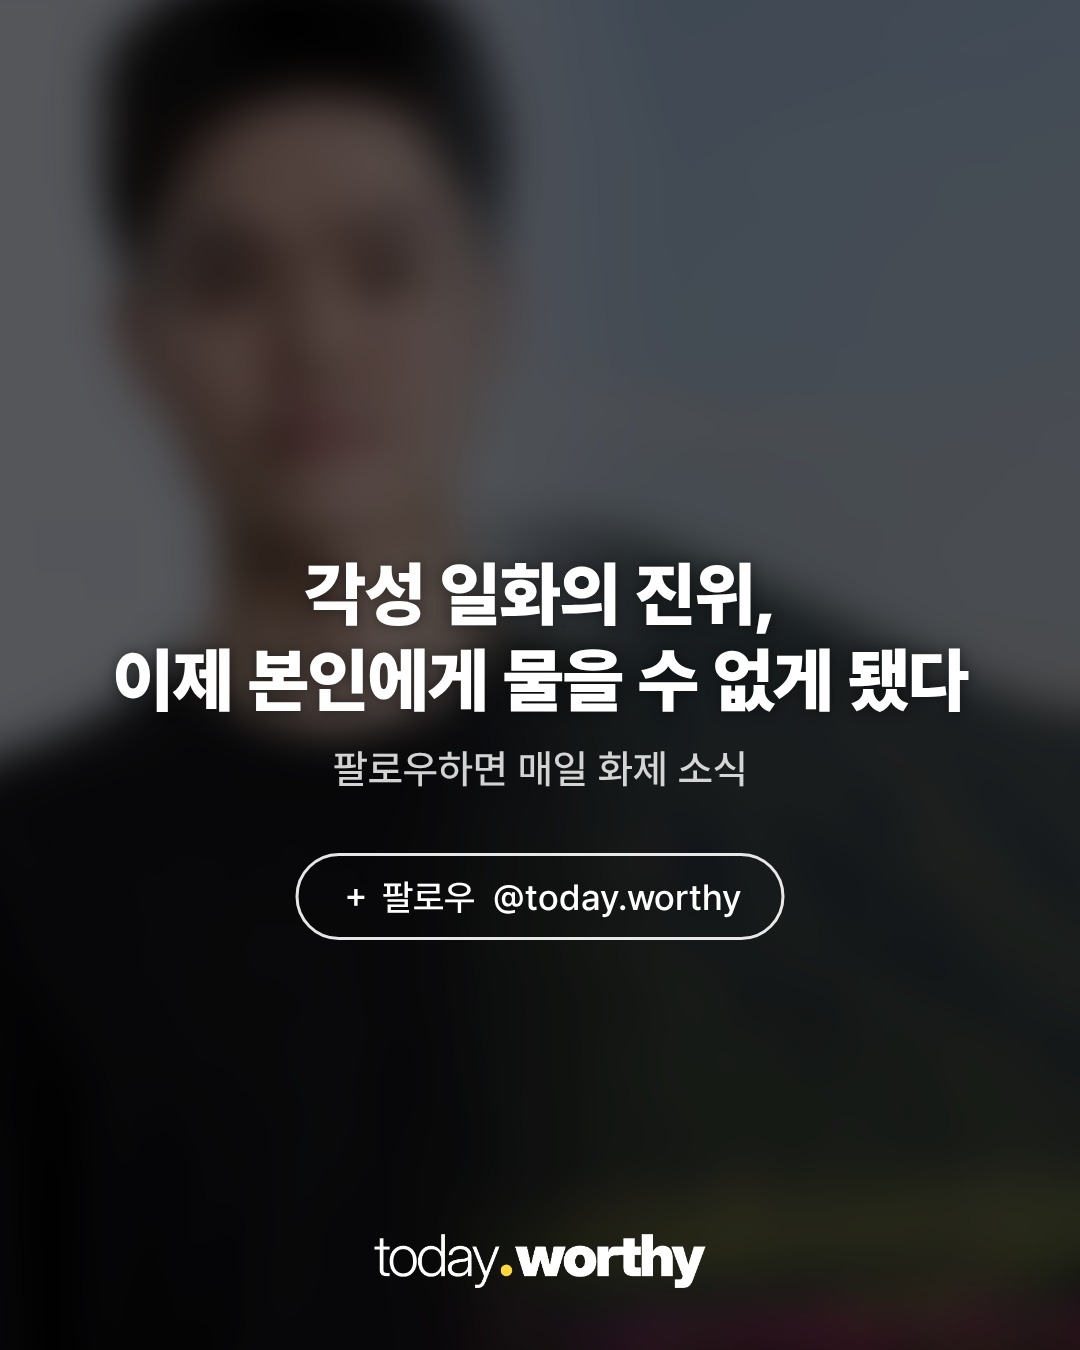 각성 일화의 진위,
이제 본인에게 물을 수 없게 됐다
팔로우하면 매일 화제 소식
+ 팔로우 @today.worthy
today.worthy